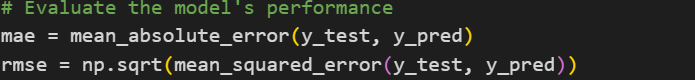 # Evaluate the model's performance
mae = mean_absolute_error(y_test, y_pred)
rmse = np.sqrt(mean_squared_error(y_test, y_pred))